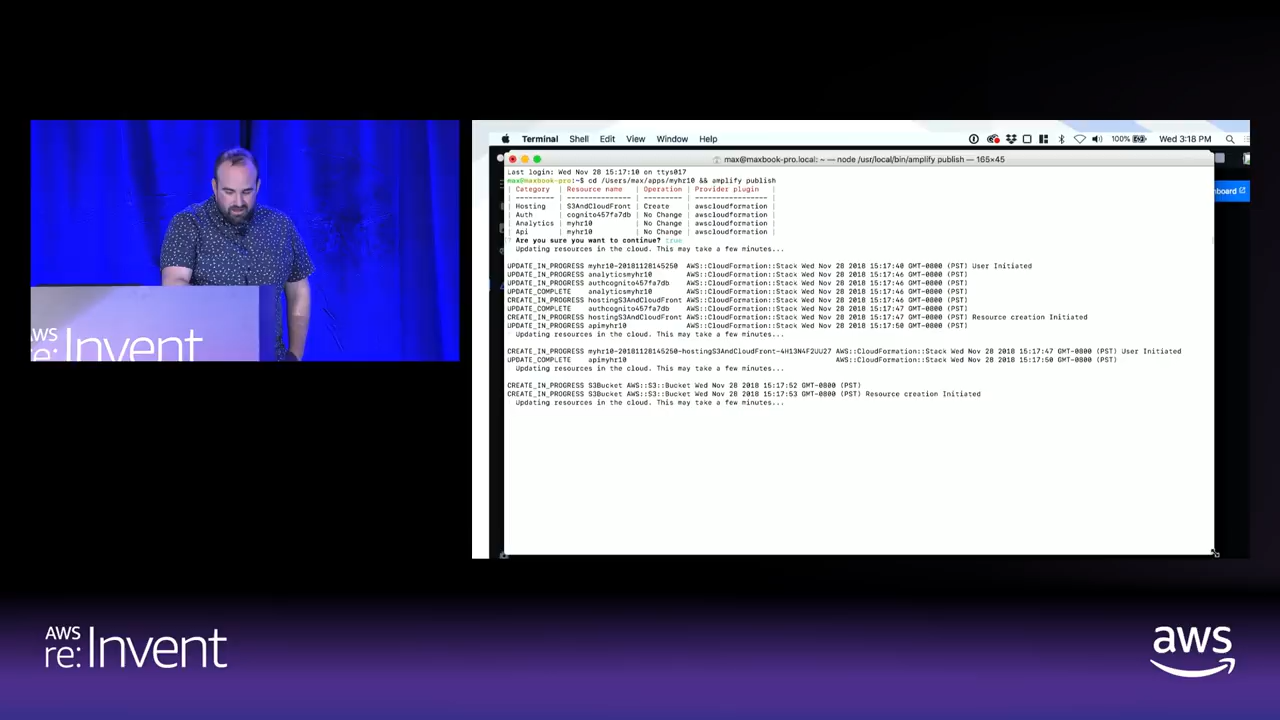 Terminal Shell Edit View Window Help 100% Wed 3:18 PM
max@maxbook-pro.local: ~ — node /usr/local/bin/amplify publish — 165×45
Last login: Wed Nov 28 15:17:10 on ttys017
max@maxbook-pro:~$ cd /Users/max/apps/myhr10 && amplify publish
| Category | Resource name | Operation | Provider plugin |
| --------- | --------------- | --------- | ----------------- |
| Hosting | S3AndCloudFront | Create | awscloudformation |
| Auth | cognito457fa7db | No Change | awscloudformation |
| Analytics | myhr10 | No Change | awscloudformation |
| Api | myhr10 | No Change | awscloudformation |
? Are you sure you want to continue? true
Updating resources in the cloud. This may take a few minutes...
UPDATE_IN_PROGRESS myhr10-20181128145250 AWS::CloudFormation::Stack Wed Nov 28 2018 15:17:40 GMT-0800 (PST) User Initiated
UPDATE_IN_PROGRESS analyticsmyhr10 AWS::CloudFormation::Stack Wed Nov 28 2018 15:17:46 GMT-0800 (PST)
UPDATE_IN_PROGRESS authcognito457fa7db AWS::CloudFormation::Stack Wed Nov 28 2018 15:17:46 GMT-0800 (PST)
UPDATE_COMPLETE analyticsmyhr10 AWS::CloudFormation::Stack Wed Nov 28 2018 15:17:46 GMT-0800 (PST)
CREATE_IN_PROGRESS hostingS3AndCloudFront AWS::CloudFormation::Stack Wed Nov 28 2018 15:17:46 GMT-0800 (PST)
UPDATE_COMPLETE authcognito457fa7db AWS::CloudFormation::Stack Wed Nov 28 2018 15:17:47 GMT-0800 (PST)
CREATE_IN_PROGRESS hostingS3AndCloudFront AWS::CloudFormation::Stack Wed Nov 28 2018 15:17:47 GMT-0800 (PST) Resource creation Initiated
UPDATE_IN_PROGRESS apimyhr10 AWS::CloudFormation::Stack Wed Nov 28 2018 15:17:50 GMT-0800 (PST)
Updating resources in the cloud. This may take a few minutes...
CREATE_IN_PROGRESS myhr10-20181128145250-hostingS3AndCloudFront-4H13N4F2UU27 AWS::CloudFormation::Stack Wed Nov 28 2018 15:17:47 GMT-0800 (PST) User Initiated
UPDATE_COMPLETE apimyhr10 AWS::CloudFormation::Stack Wed Nov 28 2018 15:17:50 GMT-0800 (PST)
Updating resources in the cloud. This may take a few minutes...
CREATE_IN_PROGRESS S3Bucket AWS::S3::Bucket Wed Nov 28 2018 15:17:52 GMT-0800 (PST)
CREATE_IN_PROGRESS S3Bucket AWS::S3::Bucket Wed Nov 28 2018 15:17:53 GMT-0800 (PST) Resource creation Initiated
Updating resources in the cloud. This may take a few minutes...
board
AWS
re:Invent
AWS
re:Invent
aws